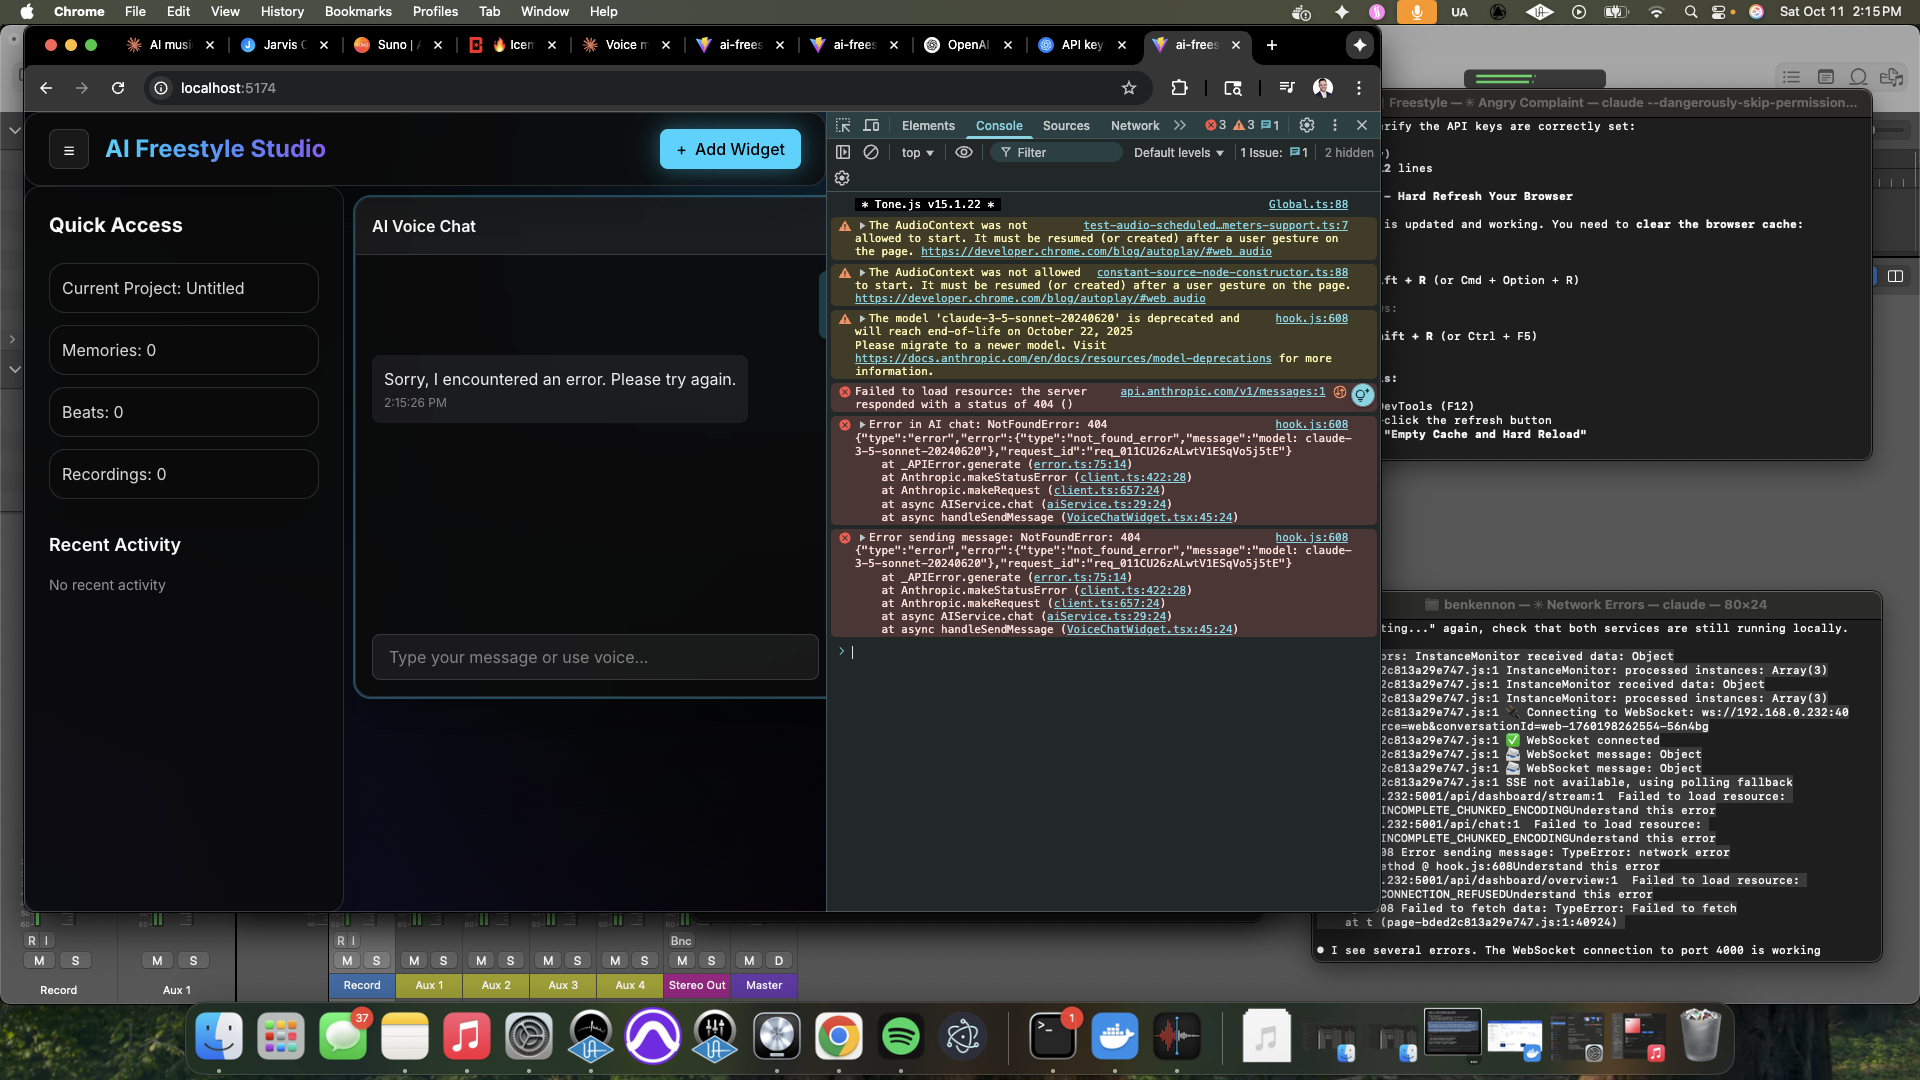 Chrome File Edit View History Bookmarks Profiles Tab Window Help
UA
Sat Oct 11 2:15 PM
AI musi
Jarvis C
Suno | A
Icem
Voice m
ai-frees
ai-frees
OpenAI
API key
ai-frees
localhost:5174
AI Freestyle Studio
+ Add Widget
Quick Access
Current Project: Untitled
Memories: 0
Beats: 0
Recordings: 0
Recent Activity
No recent activity
AI Voice Chat
Sorry, I encountered an error. Please try again.
2:15:26 PM
Type your message or use voice...
Elements Console Sources Network 3 3 1
top Filter Default levels 1 Issue: 1 2 hidden
* Tone.js v15.1.22 * Global.ts:88
The AudioContext was not test-audio-scheduled…meters-support.ts:7
allowed to start. It must be resumed (or created) after a user gesture on
the page. https://developer.chrome.com/blog/autoplay/#web_audio
The AudioContext was not allowed constant-source-node-constructor.ts:88
to start. It must be resumed (or created) after a user gesture on the page.
https://developer.chrome.com/blog/autoplay/#web_audio
The model 'claude-3-5-sonnet-20240620' is deprecated and hook.js:608
will reach end-of-life on October 22, 2025
Please migrate to a newer model. Visit
https://docs.anthropic.com/en/docs/resources/model-deprecations for more
information.
Failed to load resource: the server api.anthropic.com/v1/messages:1
responded with a status of 404 ()
Error in AI chat: NotFoundError: 404 hook.js:608
{"type":"error","error":{"type":"not_found_error","message":"model: claude-
3-5-sonnet-20240620"},"request_id":"req_011CU26zALwtV1ESqVo5j5tE"}
at _APIError.generate (error.ts:75:14)
at Anthropic.makeStatusError (client.ts:422:28)
at Anthropic.makeRequest (client.ts:657:24)
at async AIService.chat (aiService.ts:29:24)
at async handleSendMessage (VoiceChatWidget.tsx:45:24)
Error sending message: NotFoundError: 404 hook.js:608
{"type":"error","error":{"type":"not_found_error","message":"model: claude-
3-5-sonnet-20240620"},"request_id":"req_011CU26zALwtV1ESqVo5j5tE"}
at _APIError.generate (error.ts:75:14)
at Anthropic.makeStatusError (client.ts:422:28)
at Anthropic.makeRequest (client.ts:657:24)
at async AIService.chat (aiService.ts:29:24)
at async handleSendMessage (VoiceChatWidget.tsx:45:24)
Freestyle — ✳ Angry Complaint — claude --dangerously-skip-permission…
rify the API keys are correctly set:
)
2 lines
- Hard Refresh Your Browser
is updated and working. You need to clear the browser cache:
ift + R (or Cmd + Option + R)
s:
ift + R (or Ctrl + F5)
s:
DevTools (F12)
click the refresh button
"Empty Cache and Hard Reload"
benkennon — ✳ Network Errors — claude — 80×24
ting..." again, check that both services are still running locally.
ors: InstanceMonitor received data: Object
2c813a29e747.js:1 InstanceMonitor: processed instances: Array(3)
2c813a29e747.js:1 InstanceMonitor received data: Object
2c813a29e747.js:1 InstanceMonitor: processed instances: Array(3)
2c813a29e747.js:1 🔌 Connecting to WebSocket: ws://192.168.0.232:40
rce=web&conversationId=web-1760198262554-56n4bg
2c813a29e747.js:1 ✅ WebSocket connected
2c813a29e747.js:1 📨 WebSocket message: Object
2c813a29e747.js:1 📨 WebSocket message: Object
2c813a29e747.js:1 SSE not available, using polling fallback
.232:5001/api/dashboard/stream:1 Failed to load resource:
INCOMPLETE_CHUNKED_ENCODINGUnderstand this error
.232:5001/api/chat:1 Failed to load resource:
INCOMPLETE_CHUNKED_ENCODINGUnderstand this error
08 Error sending message: TypeError: network error
ethod @ hook.js:608Understand this error
.232:5001/api/dashboard/overview:1 Failed to load resource:
CONNECTION_REFUSEDUnderstand this error
08 Failed to fetch data: TypeError: Failed to fetch
at t (page-bded2c813a29e747.js:1:40924)
● I see several errors. The WebSocket connection to port 4000 is working
R I
R I
Bnc
M S M S M S M S M S M S M S M S M D
Record Aux 1 Record Aux 1 Aux 2 Aux 3 Aux 4 Stereo Out Master
37
1